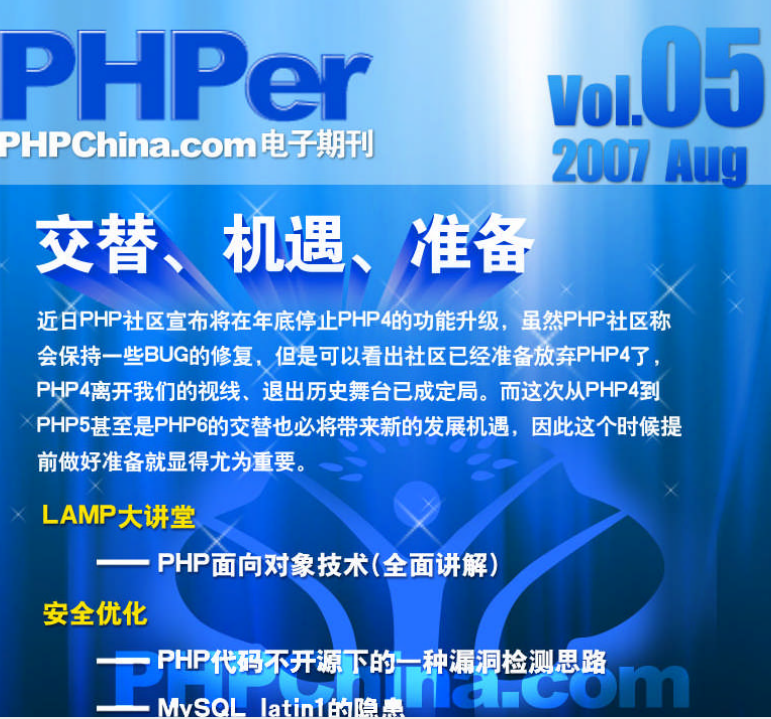 PHPer
PHPChina.com电子期刊
Vol.05
2007 Aug
交替、机遇、准备
近日PHP社区宣布将在年底停止PHP4的功能升级，虽然PHP社区称
会保持一些BUG的修复，但是可以看出社区已经准备放弃PHP4了，
PHP4离开我们的视线、退出历史舞台已成定局。而这次从PHP4到
PHP5甚至是PHP6的交替也必将带来新的发展机遇，因此这个时候提
前做好准备就显得尤为重要。
LAMP大讲堂
—— PHP面向对象技术(全面讲解)
安全优化
—— PHP代码不开源下的一种漏洞检测思路
—— MySQL latin1的隐患
PHPChina.com